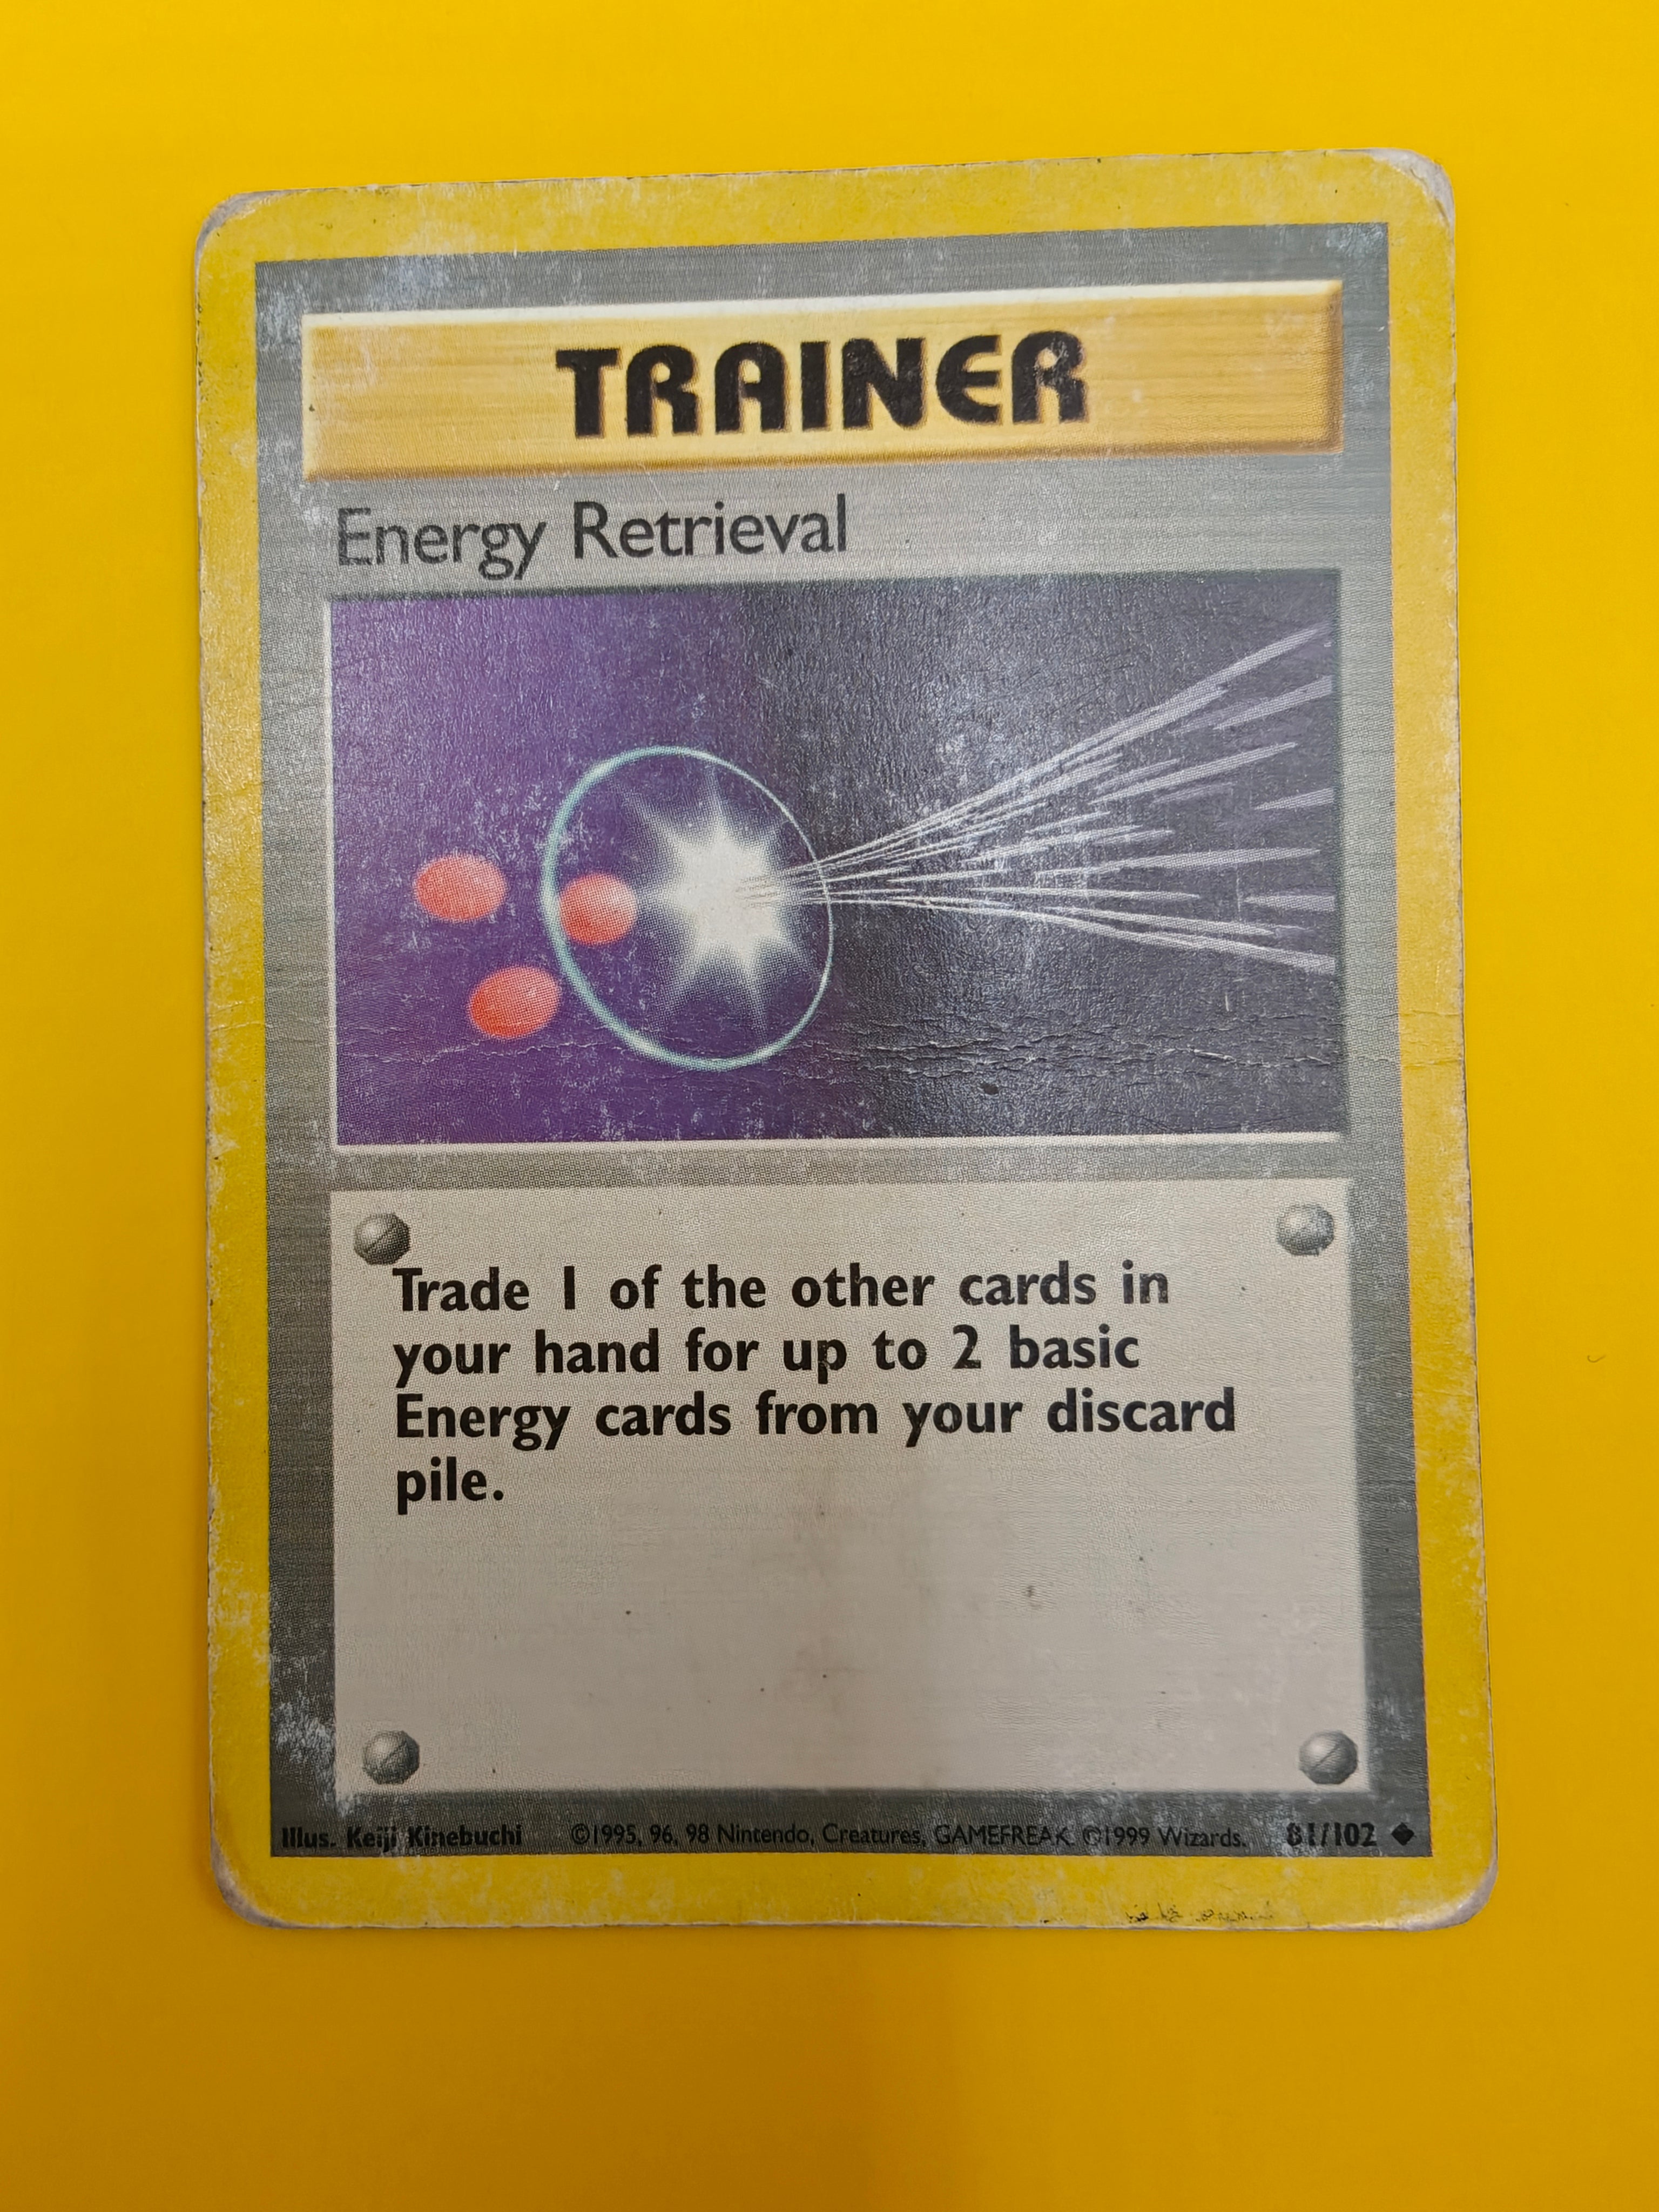 TRAINER
Energy Retrieval
Trade 1 of the other cards in
your hand for up to 2 basic
Energy cards from your discard
pile.
Illus. Keiji Kinebuchi ©1995, 96, 98 Nintendo, Creatures, GAMEFREAK. ©1999 Wizards. 81/102